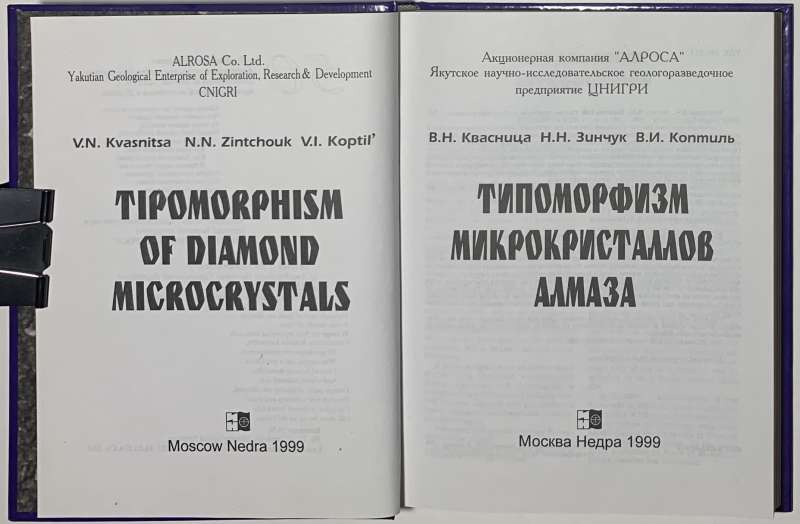 ALROSA Co. Ltd.
Yakutian Geological Enterprise of Exploration, Research & Development
CNIGRI
V.N. Kvasnitsa N.N. Zintchouk V.I. Koptil'
TIPOMORPHISM
OF DIAMOND
MICROCRYSTALS
Moscow Nedra 1999
Акционерная компания "АЛРОСА"
Якутское научно-исследовательское геологоразведочное
предприятие ЦНИГРИ
В.Н. Квасница Н.Н. Зинчук В.И. Коптиль
ТИПОМОРФИЗМ
МИКРОКРИСТАЛЛОВ
АЛМАЗА
Москва Недра 1999